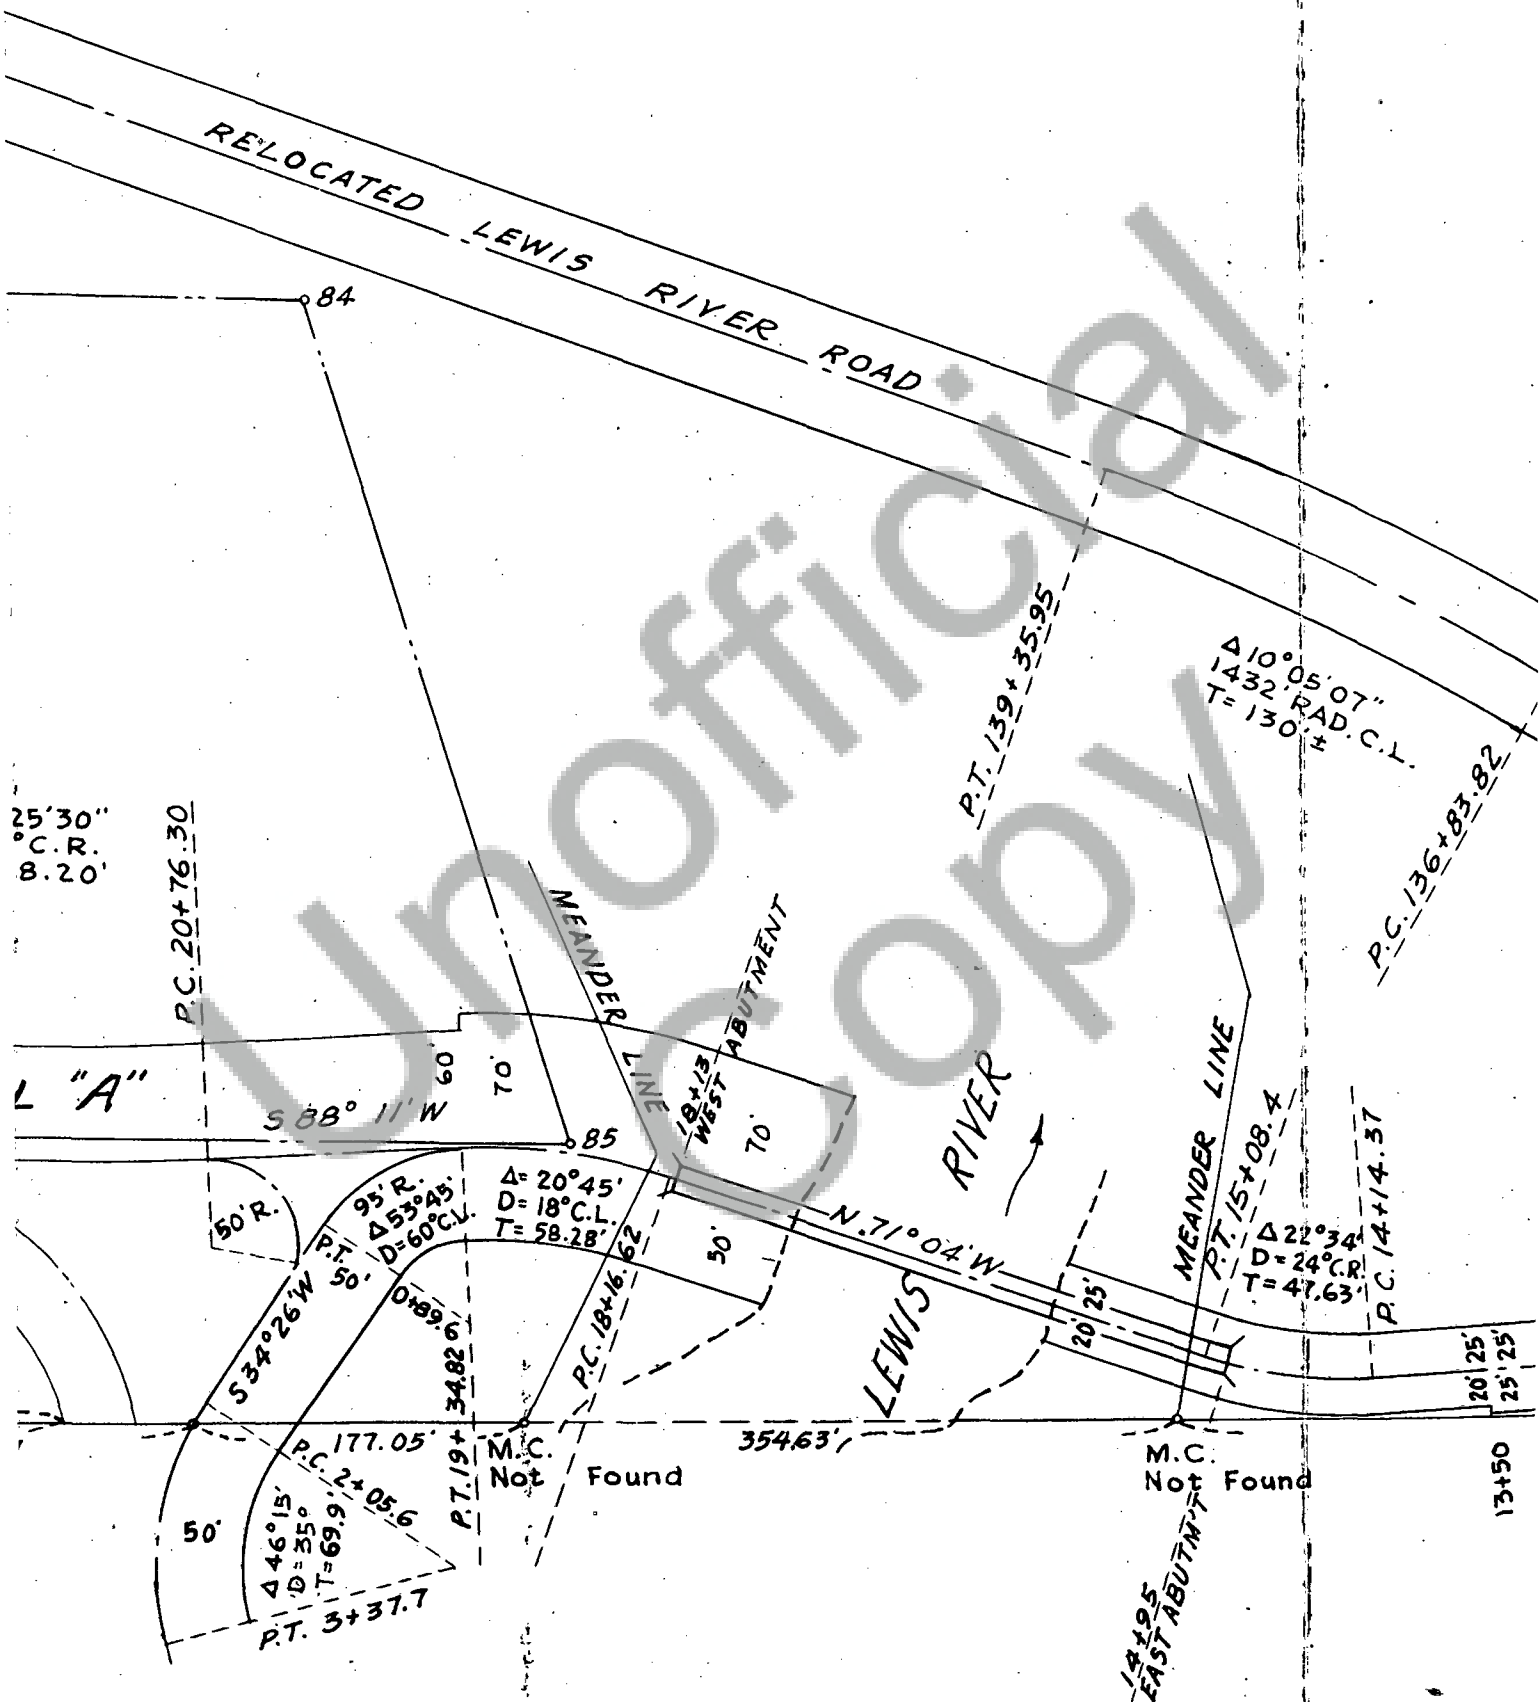 RELOCATED LEWIS RIVER ROAD
84
P.T. 139+35.95
Δ 10°05'07"
1432' RAD. C.L.
T= 130'±
P.C. 136+83.82
25'30"
°C.R.
8.20'
P.C. 20+76.30
MEANDER LINE
18+13
WEST ABUTMENT
L "A"
60'
70'
S 88° 11' W
85
70'
RIVER
MEANDER LINE
P.T. 15+08.4
P.C. 14+14.37
50' R.
95' R.
Δ 53°45'
D=60°C.L.
Δ= 20°45'
D= 18°C.L.
T= 58.28'
50'
N. 71° 04' W
Δ 22°34'
D= 24°C.R.
T= 47.63'
P.T.
50'
0+89.6
S 34°26' W
P.C. 18+16.62
LEWIS
25'
20'
20' 25'
25' 25'
P.T. 19+34.82
177.05'
M.C.
Not Found
354.63'
M.C.
Not Found
13+50
P.C. 2+05.6
50'
Δ 46°15'
D=35°
T=69.9'
P.T. 3+37.7
14+95
EAST ABUTM'T
Unofficial
Copy